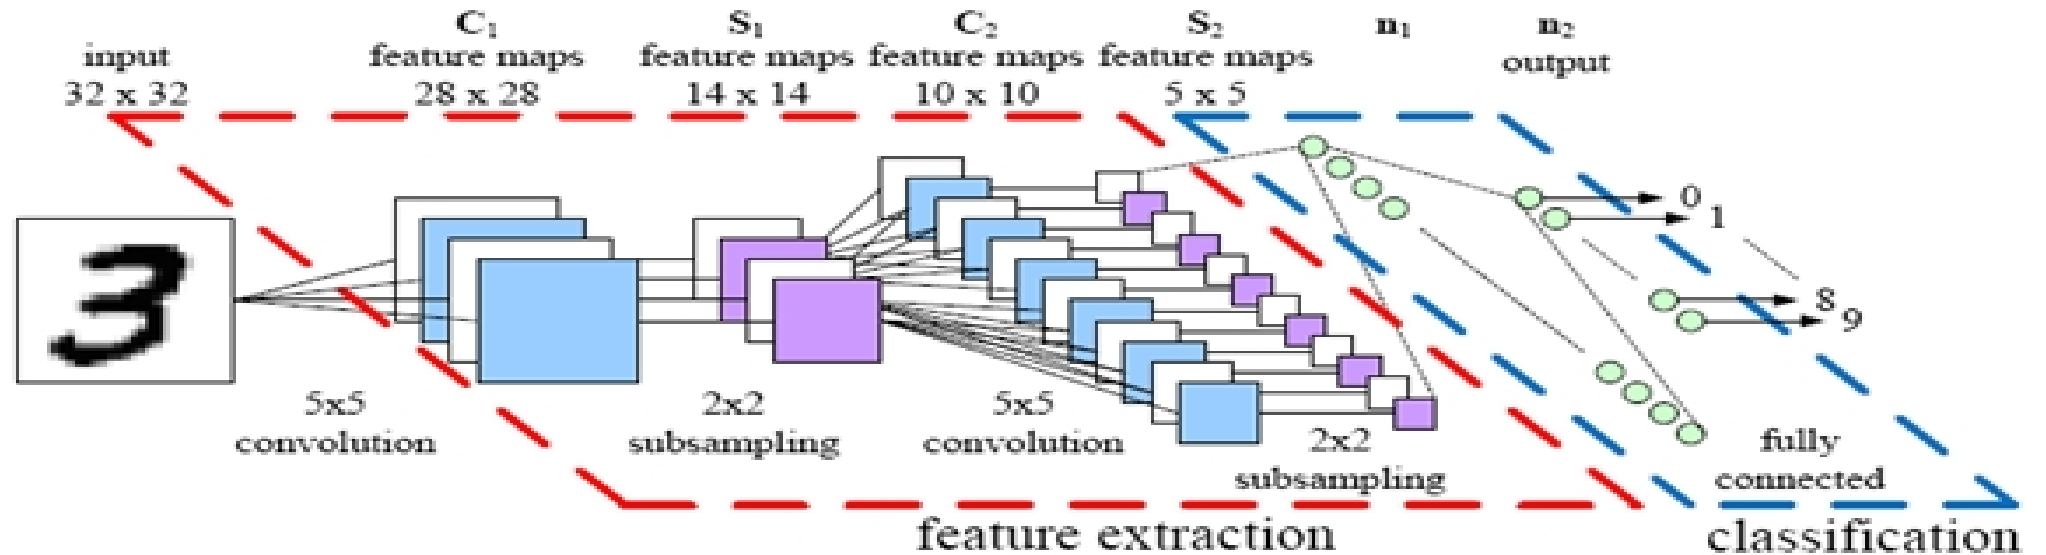 input
32 x 32
C₁
feature maps
28 x 28
S₁
feature maps
14 x 14
C₂
feature maps
10 x 10
S₂
feature maps
5 x 5
n₁
n₂
output
3
0
1
8
9
5x5
convolution
2x2
subsampling
5x5
convolution
2x2
subsampling
fully
connected
feature extraction
classification